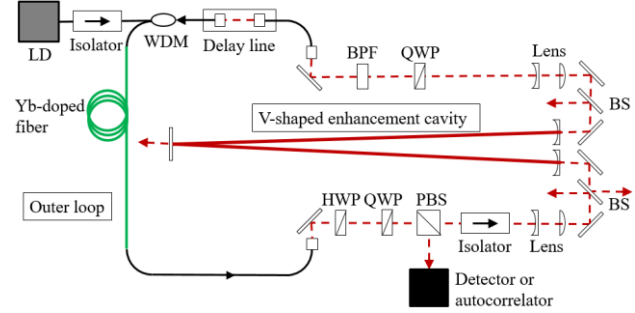 LD
Isolator
WDM
Delay line
BPF
QWP
Lens
BS
Yb-doped
fiber
V-shaped enhancement cavity
Outer loop
HWP
QWP
PBS
Isolator
Lens
BS
Detector or
autocorrelator